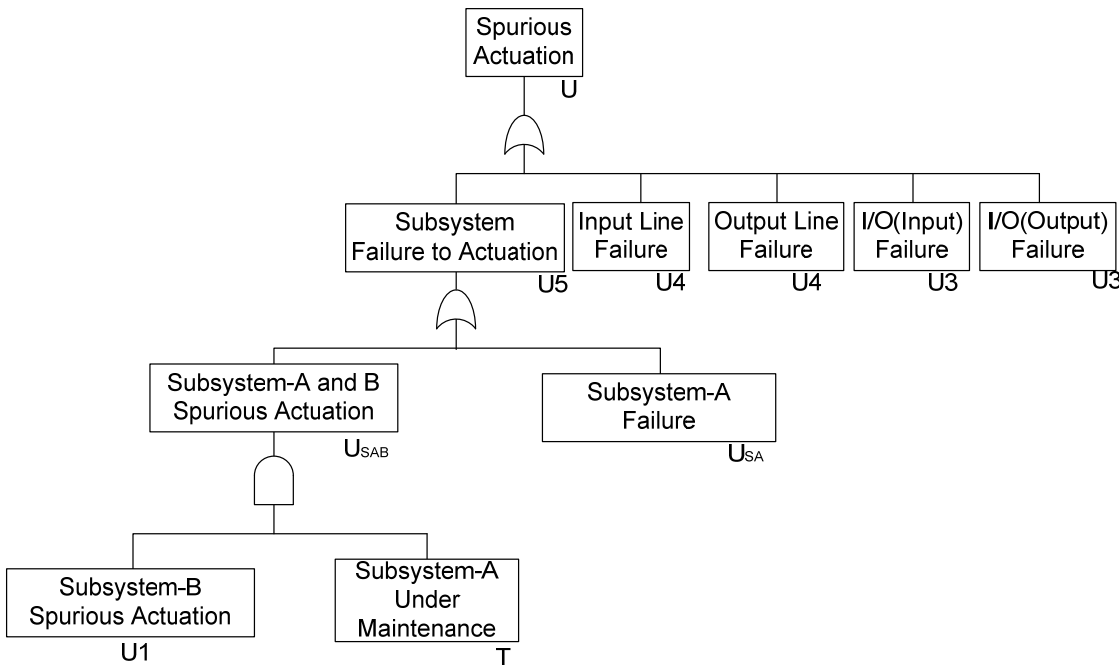 Spurious
Actuation
U
Subsystem
Failure to Actuation
U5
Input Line
Failure
U4
Output Line
Failure
U4
I/O(Input)
Failure
U3
I/O(Output)
Failure
U3
Subsystem-A and B
Spurious Actuation
USAB
Subsystem-A
Failure
USA
Subsystem-B
Spurious Actuation
U1
Subsystem-A
Under
Maintenance
T